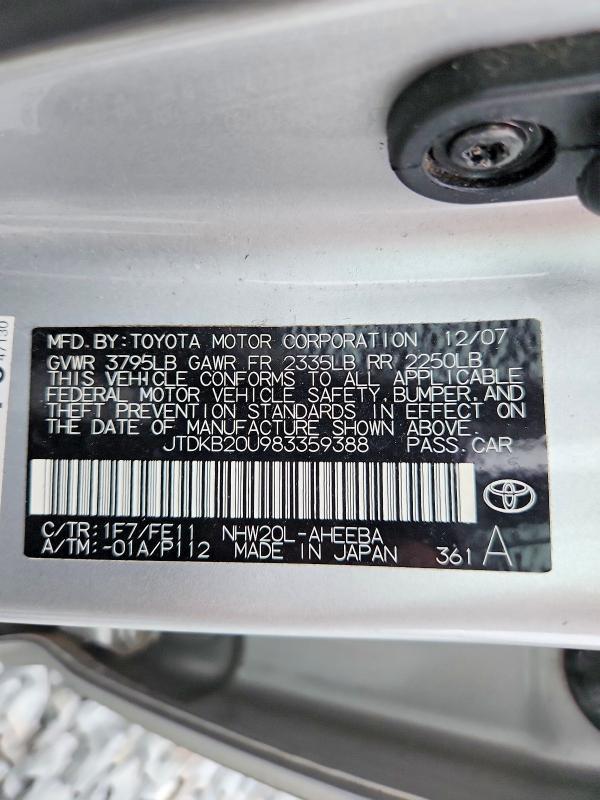 MFD. BY: TOYOTA MOTOR CORPORATION 12/07
GVWR 3795LB GAWR FR 2335LB RR 2250LB
THIS VEHICLE CONFORMS TO ALL APPLICABLE
FEDERAL MOTOR VEHICLE SAFETY, BUMPER, AND
THEFT PREVENTION STANDARDS IN EFFECT ON
THE DATE OF MANUFACTURE SHOWN ABOVE.
JTDKB20U983359388 PASS. CAR
C/TR: 1F7/FE11 NHW20L-AHEEBA
A/TM: -01A/P112 MADE IN JAPAN 361 A